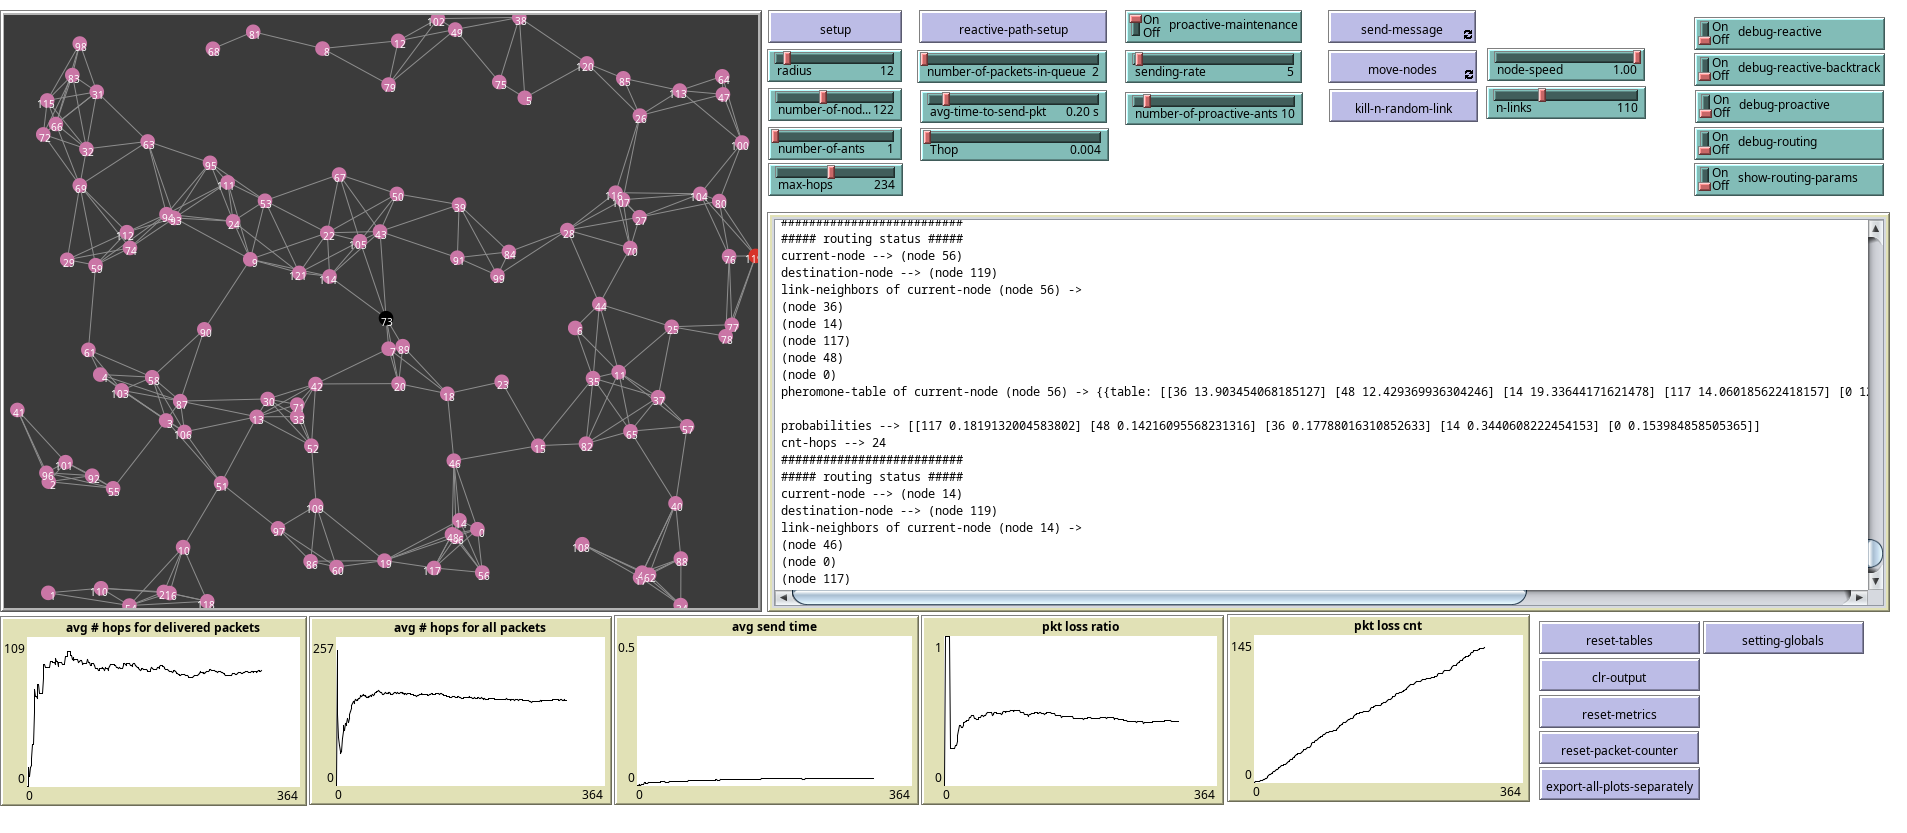 setup
reactive-path-setup
On
Off
proactive-maintenance
send-message
radius 12
number-of-packets-in-queue 2
sending-rate 5
move-nodes
node-speed 1.00
number-of-nod... 122
avg-time-to-send-pkt 0.20 s
number-of-proactive-ants 10
kill-n-random-link
n-links 110
number-of-ants 1
Thop 0.004
max-hops 234
On
Off
debug-reactive
On
Off
debug-reactive-backtrack
On
Off
debug-proactive
On
Off
debug-routing
On
Off
show-routing-params
102
38
81
49
12
68
8
98
120
83
79
75
85
64
113
47
115
31
5
66
26
72
63
100
32
95
67
111
69
50
116
104
107
80
53
39
94
93
24
27
112
22
43
28
74
105
70
84
29
9
91
76
59
121
114
99
44
73
6
25
77
90
78
61
7
89
4
58
11
35
103
42
20
23
18
87
30
37
41
71
13
33
3
57
106
65
52
15
82
101
46
96
92
2
55
51
109
40
14
97
0
48
108
10
86
60
19
117
56
88
62
1
110
216
118
##########################
##### routing status #####
current-node --> (node 56)
destination-node --> (node 119)
link-neighbors of current-node (node 56) ->
(node 36)
(node 14)
(node 117)
(node 48)
(node 0)
pheromone-table of current-node (node 56) -> {{table: [[36 13.903454068185127] [48 12.429369936304246] [14 19.33644171621478] [117 14.060185622418157] [0 12
probabilities --> [[117 0.1819132004583802] [48 0.14216095568231316] [36 0.17788016310852633] [14 0.3440608222454153] [0 0.153984858505365]]
cnt-hops --> 24
##########################
##### routing status #####
current-node --> (node 14)
destination-node --> (node 119)
link-neighbors of current-node (node 14) ->
(node 46)
(node 0)
(node 117)
avg # hops for delivered packets
109
0
0 364
avg # hops for all packets
257
0
0 364
avg send time
0.5
0
0 364
pkt loss ratio
1
0
0 364
pkt loss cnt
145
0
0 364
reset-tables
setting-globals
clr-output
reset-metrics
reset-packet-counter
export-all-plots-separately